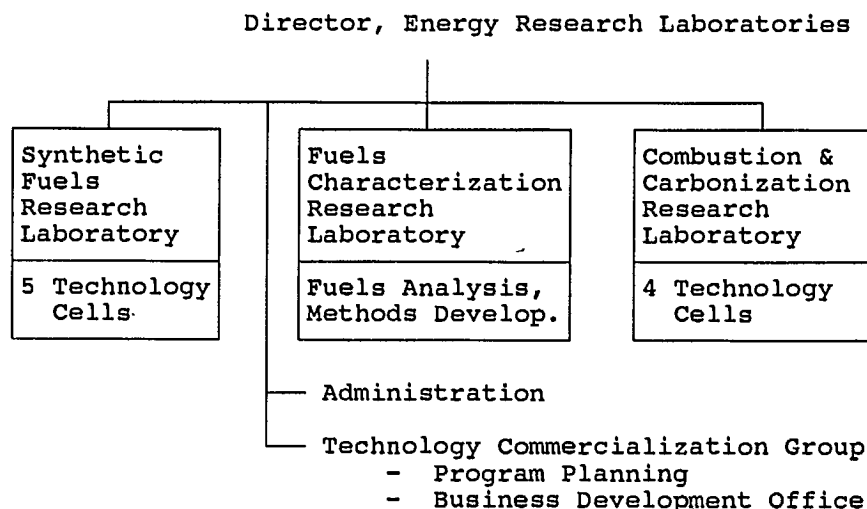 Director, Energy Research Laboratories
Synthetic
Fuels
Research
Laboratory
5 Technology
Cells
Fuels
Characterization
Research
Laboratory
Fuels Analysis,
Methods Develop.
Combustion &
Carbonization
Research
Laboratory
4 Technology
Cells
Administration
Technology Commercialization Group
- Program Planning
- Business Development Office